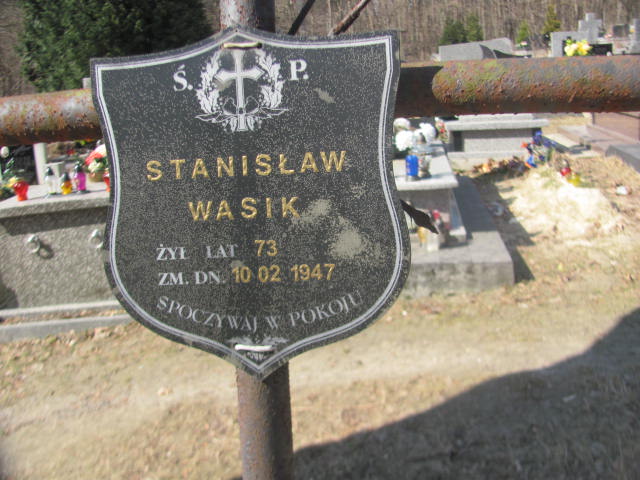 Ś. P.
STANISŁAW
WASIK
ŻYŁ LAT 73
ZM. DN. 10 02 1947
SPOCZYWAJ W POKOJU